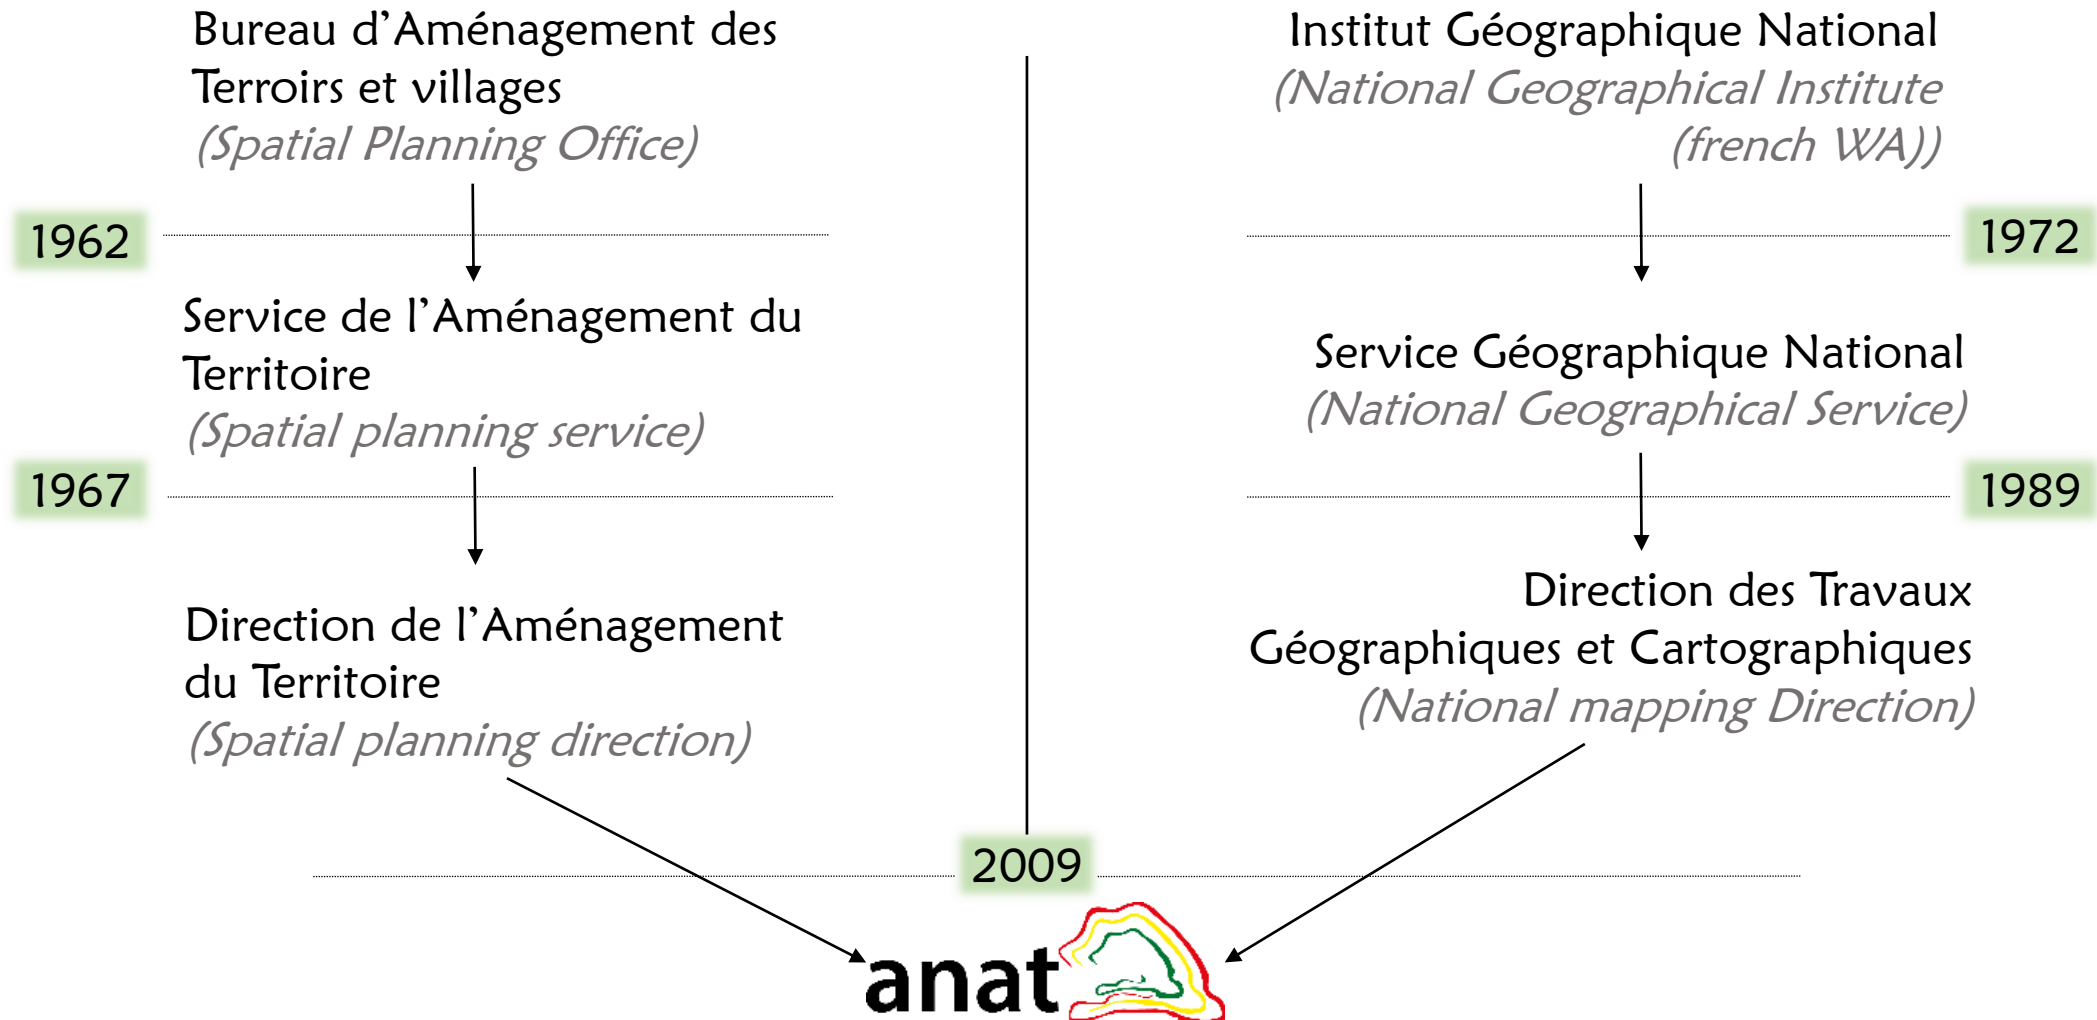 Bureau d’Aménagement des
Terroirs et villages
(Spatial Planning Office)
1962
Service de l’Aménagement du
Territoire
(Spatial planning service)
1967
Direction de l’Aménagement
du Territoire
(Spatial planning direction)
Institut Géographique National
(National Geographical Institute
(french WA))
1972
Service Géographique National
(National Geographical Service)
1989
Direction des Travaux
Géographiques et Cartographiques
(National mapping Direction)
2009
anat